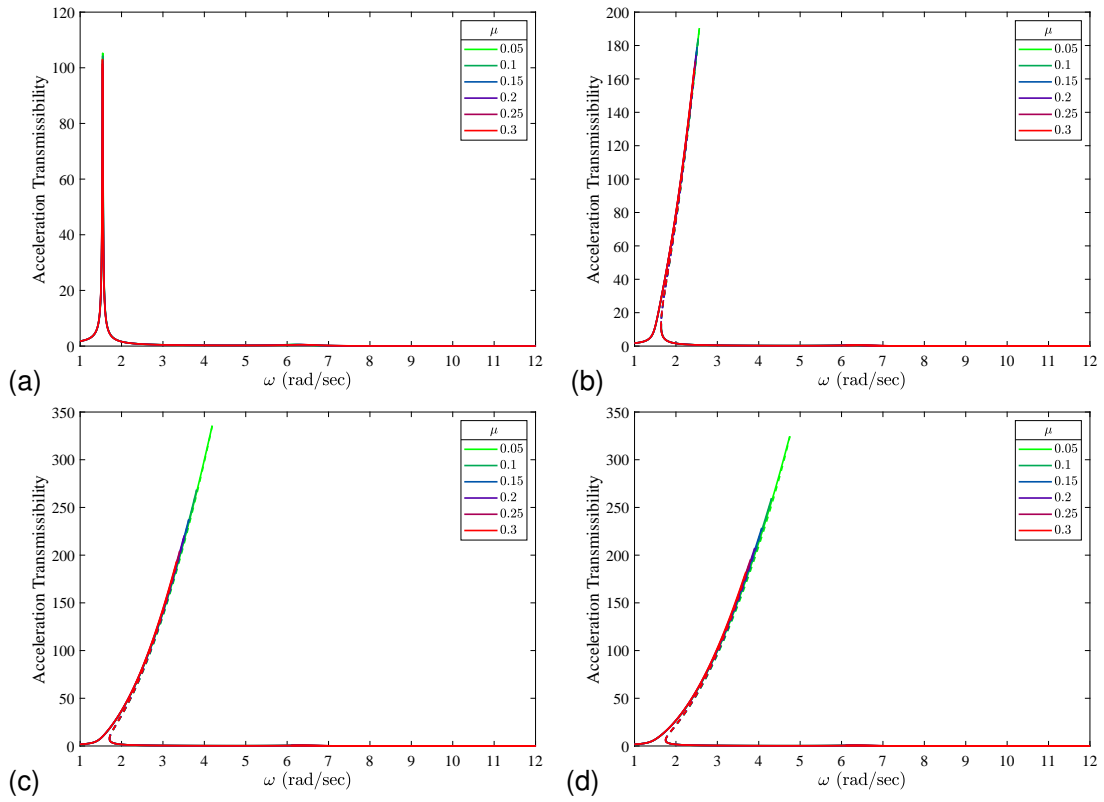 120
100
80
60
40
20
0
Acceleration Transmissibility
1 2 3 4 5 6 7 8 9 10 11 12
ω (rad/sec)
μ
0.05
0.1
0.15
0.2
0.25
0.3
(a)
200
180
160
140
120
100
80
60
40
20
0
Acceleration Transmissibility
1 2 3 4 5 6 7 8 9 10 11 12
ω (rad/sec)
μ
0.05
0.1
0.15
0.2
0.25
0.3
(b)
350
300
250
200
150
100
50
0
Acceleration Transmissibility
1 2 3 4 5 6 7 8 9 10 11 12
ω (rad/sec)
μ
0.05
0.1
0.15
0.2
0.25
0.3
(c)
350
300
250
200
150
100
50
0
Acceleration Transmissibility
1 2 3 4 5 6 7 8 9 10 11 12
ω (rad/sec)
μ
0.05
0.1
0.15
0.2
0.25
0.3
(d)